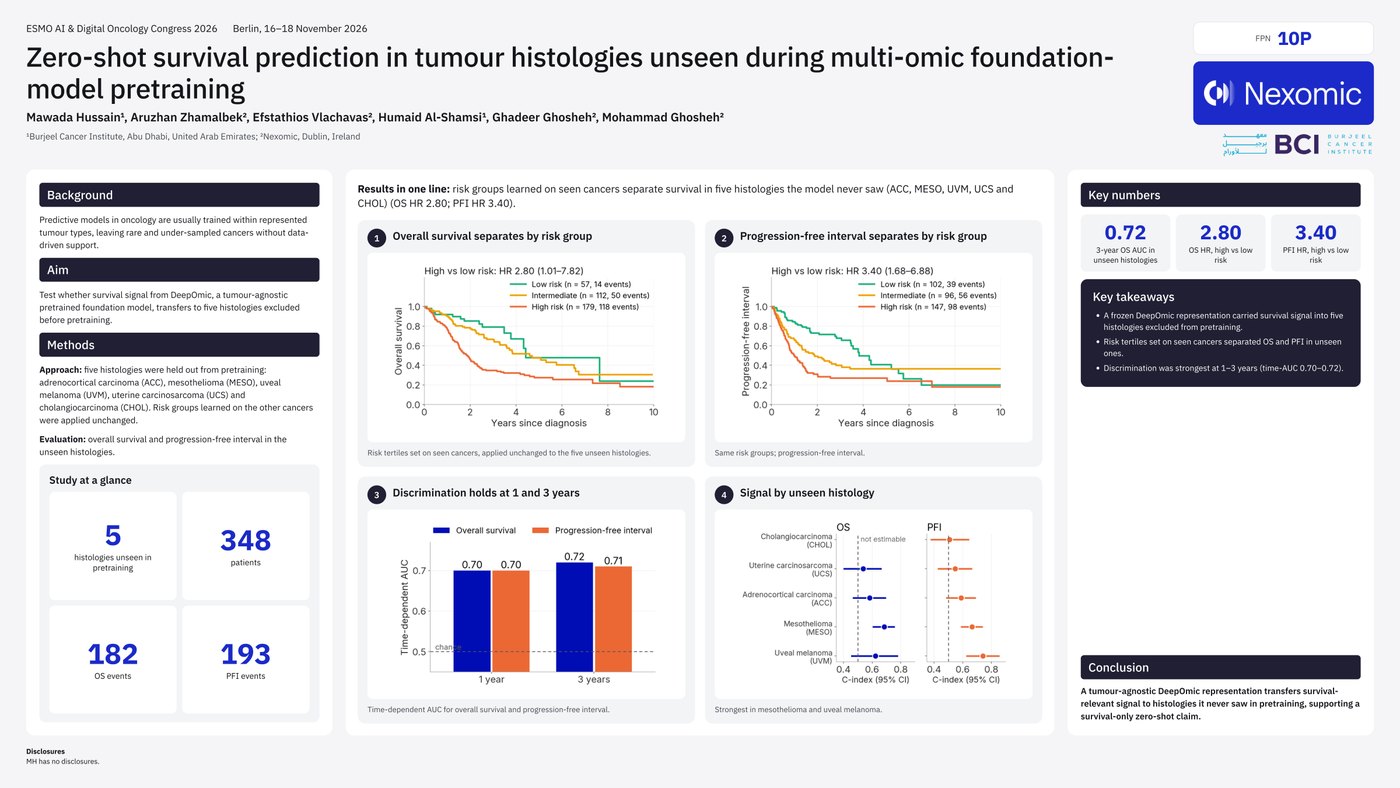 ESMO AI & Digital Oncology Congress 2026 Berlin, 16–18 November 2026
Zero-shot survival prediction in tumour histologies unseen during multi-omic foundation-
model pretraining
Mawada Hussain¹, Aruzhan Zhamalbek², Efstathios Vlachavas², Humaid Al-Shamsi¹, Ghadeer Ghosheh², Mohammad Ghosheh²
¹Burjeel Cancer Institute, Abu Dhabi, United Arab Emirates; ²Nexomic, Dublin, Ireland
FPN 10P
Nexomic
معهد
برجيل
للأورام
BCI
BURJEEL
CANCER
INSTITUTE
Background
Predictive models in oncology are usually trained within represented
tumour types, leaving rare and under-sampled cancers without data-
driven support.
Aim
Test whether survival signal from DeepOmic, a tumour-agnostic
pretrained foundation model, transfers to five histologies excluded
before pretraining.
Methods
Approach: five histologies were held out from pretraining:
adrenocortical carcinoma (ACC), mesothelioma (MESO), uveal
melanoma (UVM), uterine carcinosarcoma (UCS) and
cholangiocarcinoma (CHOL). Risk groups learned on the other cancers
were applied unchanged.
Evaluation: overall survival and progression-free interval in the
unseen histologies.
Study at a glance
5
histologies unseen in
pretraining
348
patients
182
OS events
193
PFI events
Results in one line: risk groups learned on seen cancers separate survival in five histologies the model never saw (ACC, MESO, UVM, UCS and
CHOL) (OS HR 2.80; PFI HR 3.40).
1 Overall survival separates by risk group
High vs low risk: HR 2.80 (1.01–7.82)
Low risk (n = 57, 14 events)
Intermediate (n = 112, 50 events)
High risk (n = 179, 118 events)
Overall survival
1.0
0.8
0.6
0.4
0.2
0.0
0 2 4 6 8 10
Years since diagnosis
Risk tertiles set on seen cancers, applied unchanged to the five unseen histologies.
2 Progression-free interval separates by risk group
High vs low risk: HR 3.40 (1.68–6.88)
Low risk (n = 102, 39 events)
Intermediate (n = 96, 56 events)
High risk (n = 147, 98 events)
Progression-free interval
1.0
0.8
0.6
0.4
0.2
0.0
0 2 4 6 8 10
Years since diagnosis
Same risk groups; progression-free interval.
3 Discrimination holds at 1 and 3 years
Overall survival Progression-free interval
Time-dependent AUC
0.7
0.6
0.5
chance
0.70 0.70 0.72 0.71
1 year 3 years
Time-dependent AUC for overall survival and progression-free interval.
4 Signal by unseen histology
OS PFI
Cholangiocarcinoma
(CHOL)
not estimable
Uterine carcinosarcoma
(UCS)
Adrenocortical carcinoma
(ACC)
Mesothelioma
(MESO)
Uveal melanoma
(UVM)
0.4 0.6 0.8 0.4 0.6 0.8
C-index (95% CI) C-index (95% CI)
Strongest in mesothelioma and uveal melanoma.
Key numbers
0.72
3-year OS AUC in
unseen histologies
2.80
OS HR, high vs low
risk
3.40
PFI HR, high vs low
risk
Key takeaways
• A frozen DeepOmic representation carried survival signal into five
histologies excluded from pretraining.
• Risk tertiles set on seen cancers separated OS and PFI in unseen
ones.
• Discrimination was strongest at 1–3 years (time-AUC 0.70–0.72).
Conclusion
A tumour-agnostic DeepOmic representation transfers survival-
relevant signal to histologies it never saw in pretraining, supporting a
survival-only zero-shot claim.
Disclosures
MH has no disclosures.